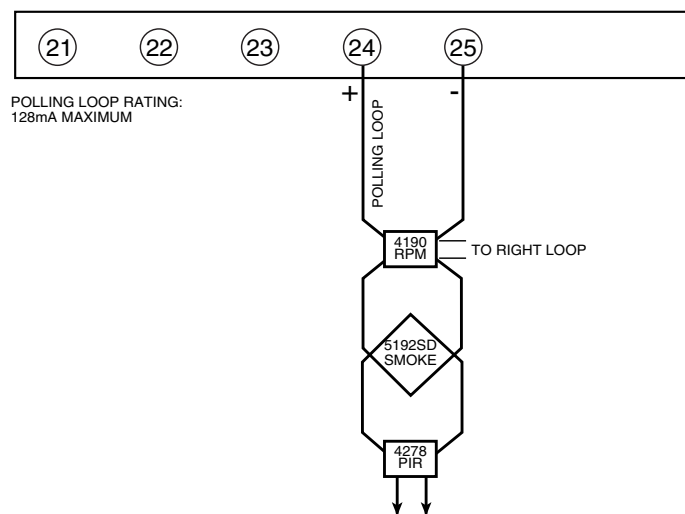 21 22 23 24 25
+ -
POLLING LOOP RATING:
128mA MAXIMUM
POLLING LOOP
4190
RPM
TO RIGHT LOOP
5192SD
SMOKE
4278
PIR